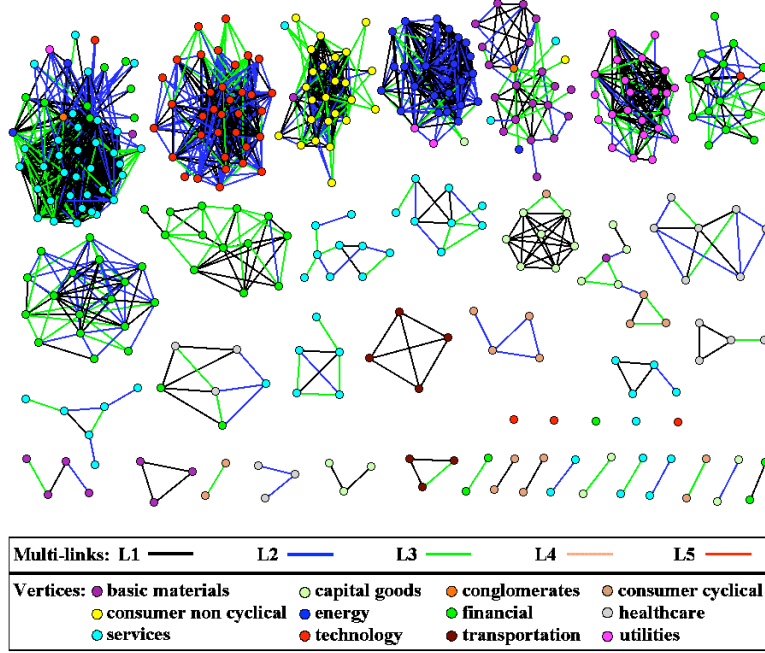 Multi-links: L1 L2 L3 L4 L5
Vertices: basic materials capital goods conglomerates consumer cyclical
consumer non cyclical energy financial healthcare
services technology transportation utilities